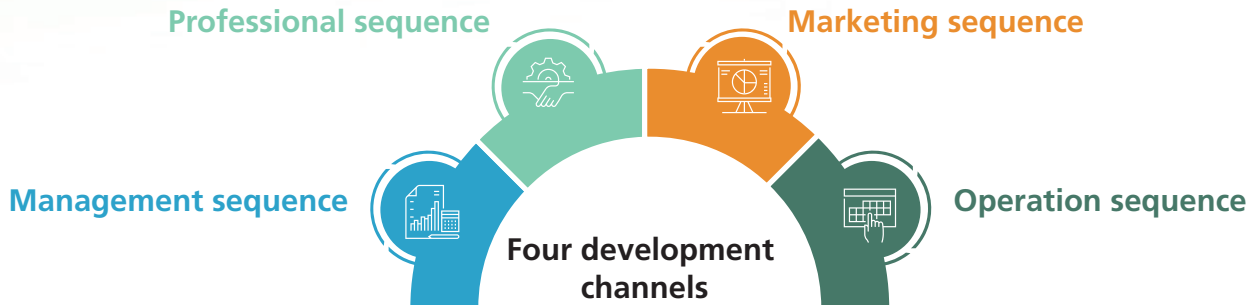 Professional sequence
Marketing sequence
Management sequence
Operation sequence
Four development
channels